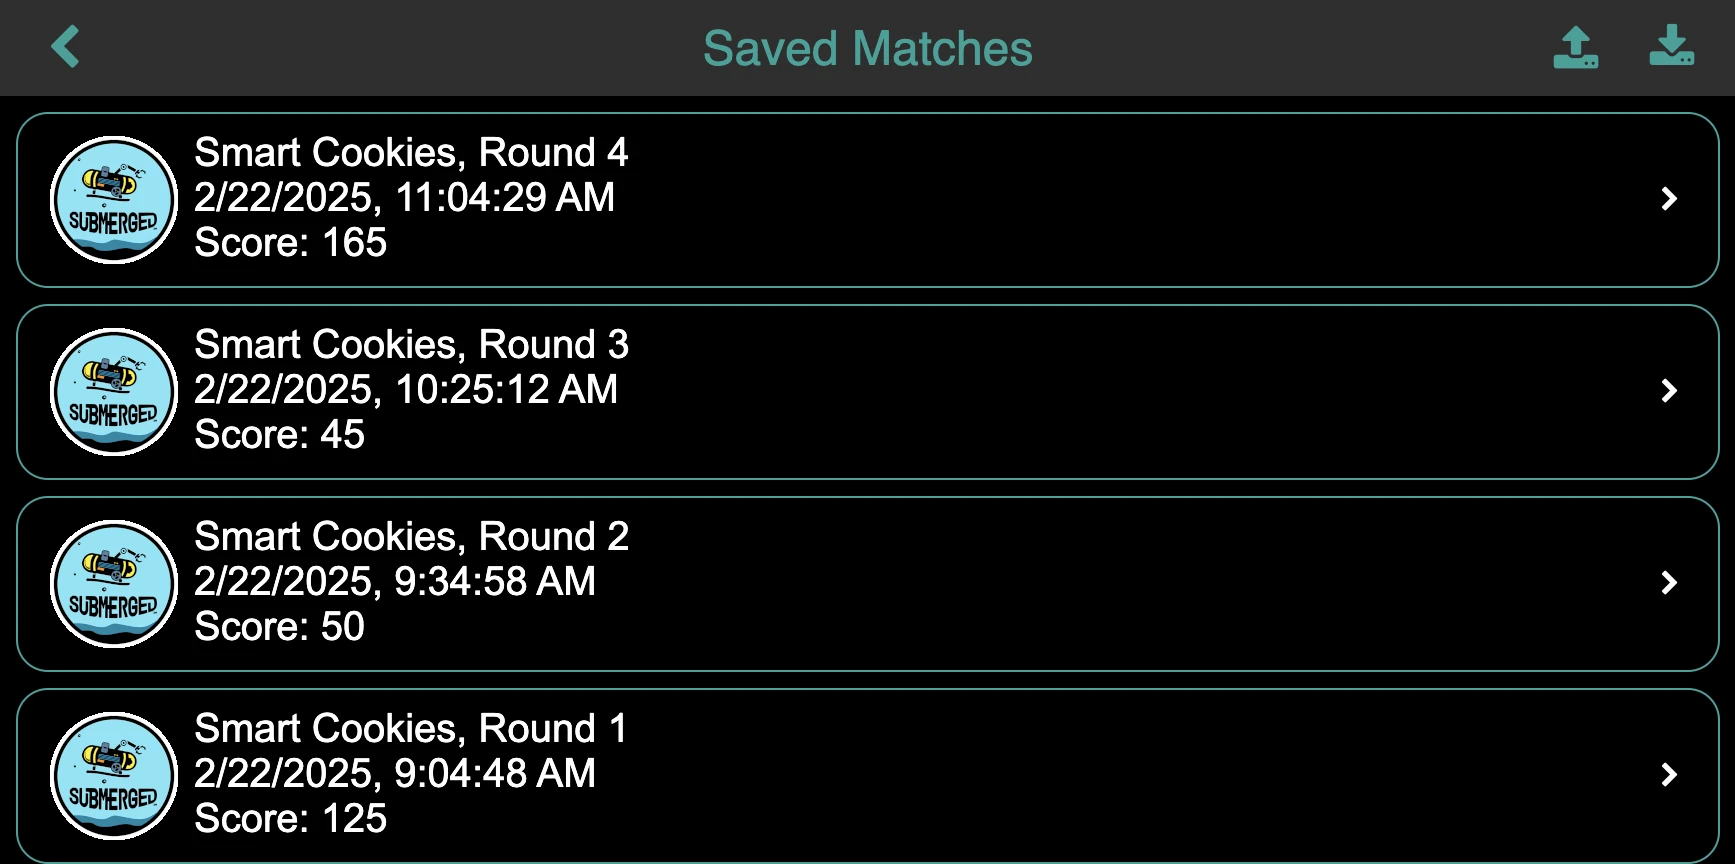 Saved Matches
Smart Cookies, Round 4
2/22/2025, 11:04:29 AM
Score: 165
SUBMERGED
Smart Cookies, Round 3
2/22/2025, 10:25:12 AM
Score: 45
SUBMERGED
Smart Cookies, Round 2
2/22/2025, 9:34:58 AM
Score: 50
SUBMERGED
Smart Cookies, Round 1
2/22/2025, 9:04:48 AM
Score: 125
SUBMERGED